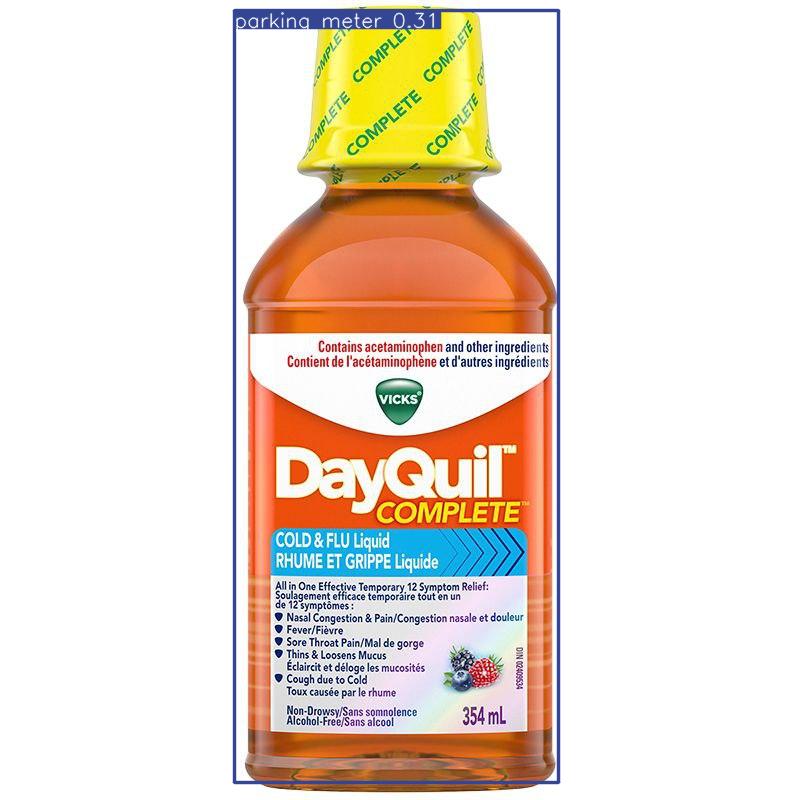 parking meter 0.31
COMPLETE
COMPLETE
COMPLETE
COMPLETE
COMPLETE
COMPLETE
Contains acetaminophen and other ingredients
Contient de l'acétaminophène et d'autres ingrédients
VICKS®
DayQuil™
COMPLETE™
COLD & FLU Liquid
RHUME ET GRIPPE Liquide
All in One Effective Temporary 12 Symptom Relief:
Soulagement efficace temporaire tout en un
de 12 symptômes :
Nasal Congestion & Pain/Congestion nasale et douleur
Fever/Fièvre
Sore Throat Pain/Mal de gorge
Thins & Loosens Mucus
Éclaircit et déloge les mucosités
Cough due to Cold
Toux causée par le rhume
Non-Drowsy/Sans somnolence
Alcohol-Free/Sans alcool
354 mL
DIN 02409534